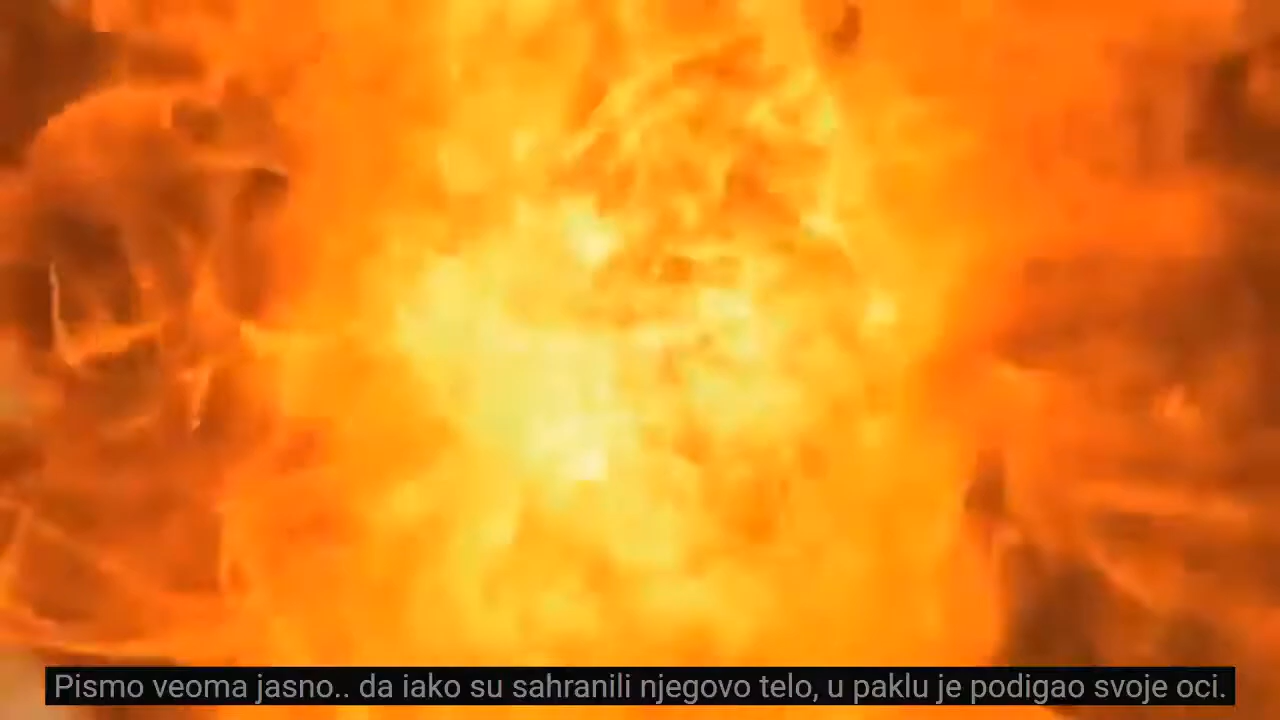 Pismo veoma jasno.. da iako su sahranili njegovo telo, u paklu je podigao svoje oci.